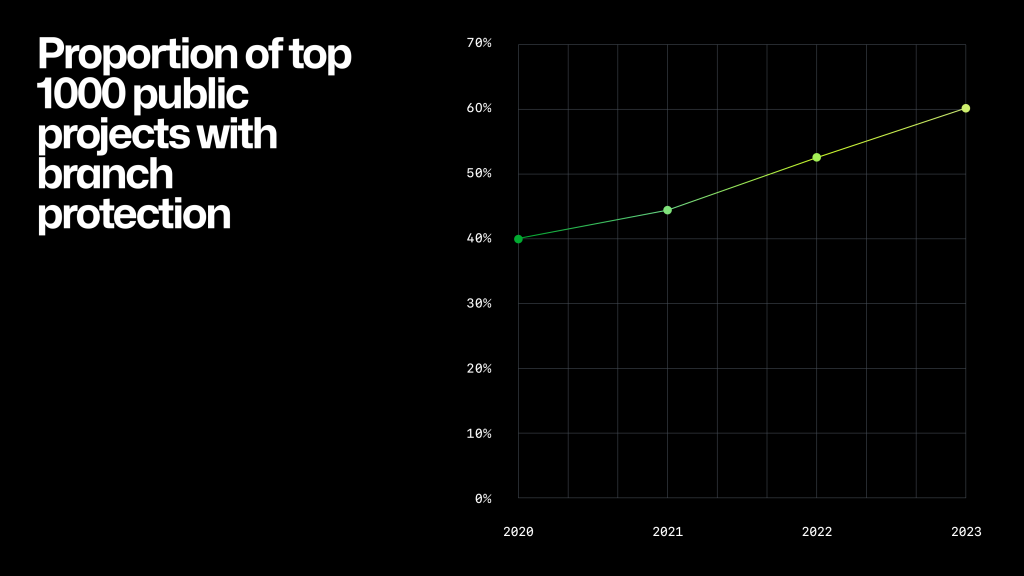 Proportion of top
1000 public
projects with
branch
protection
70%
60%
50%
40%
30%
20%
10%
0%
2020 2021 2022 2023